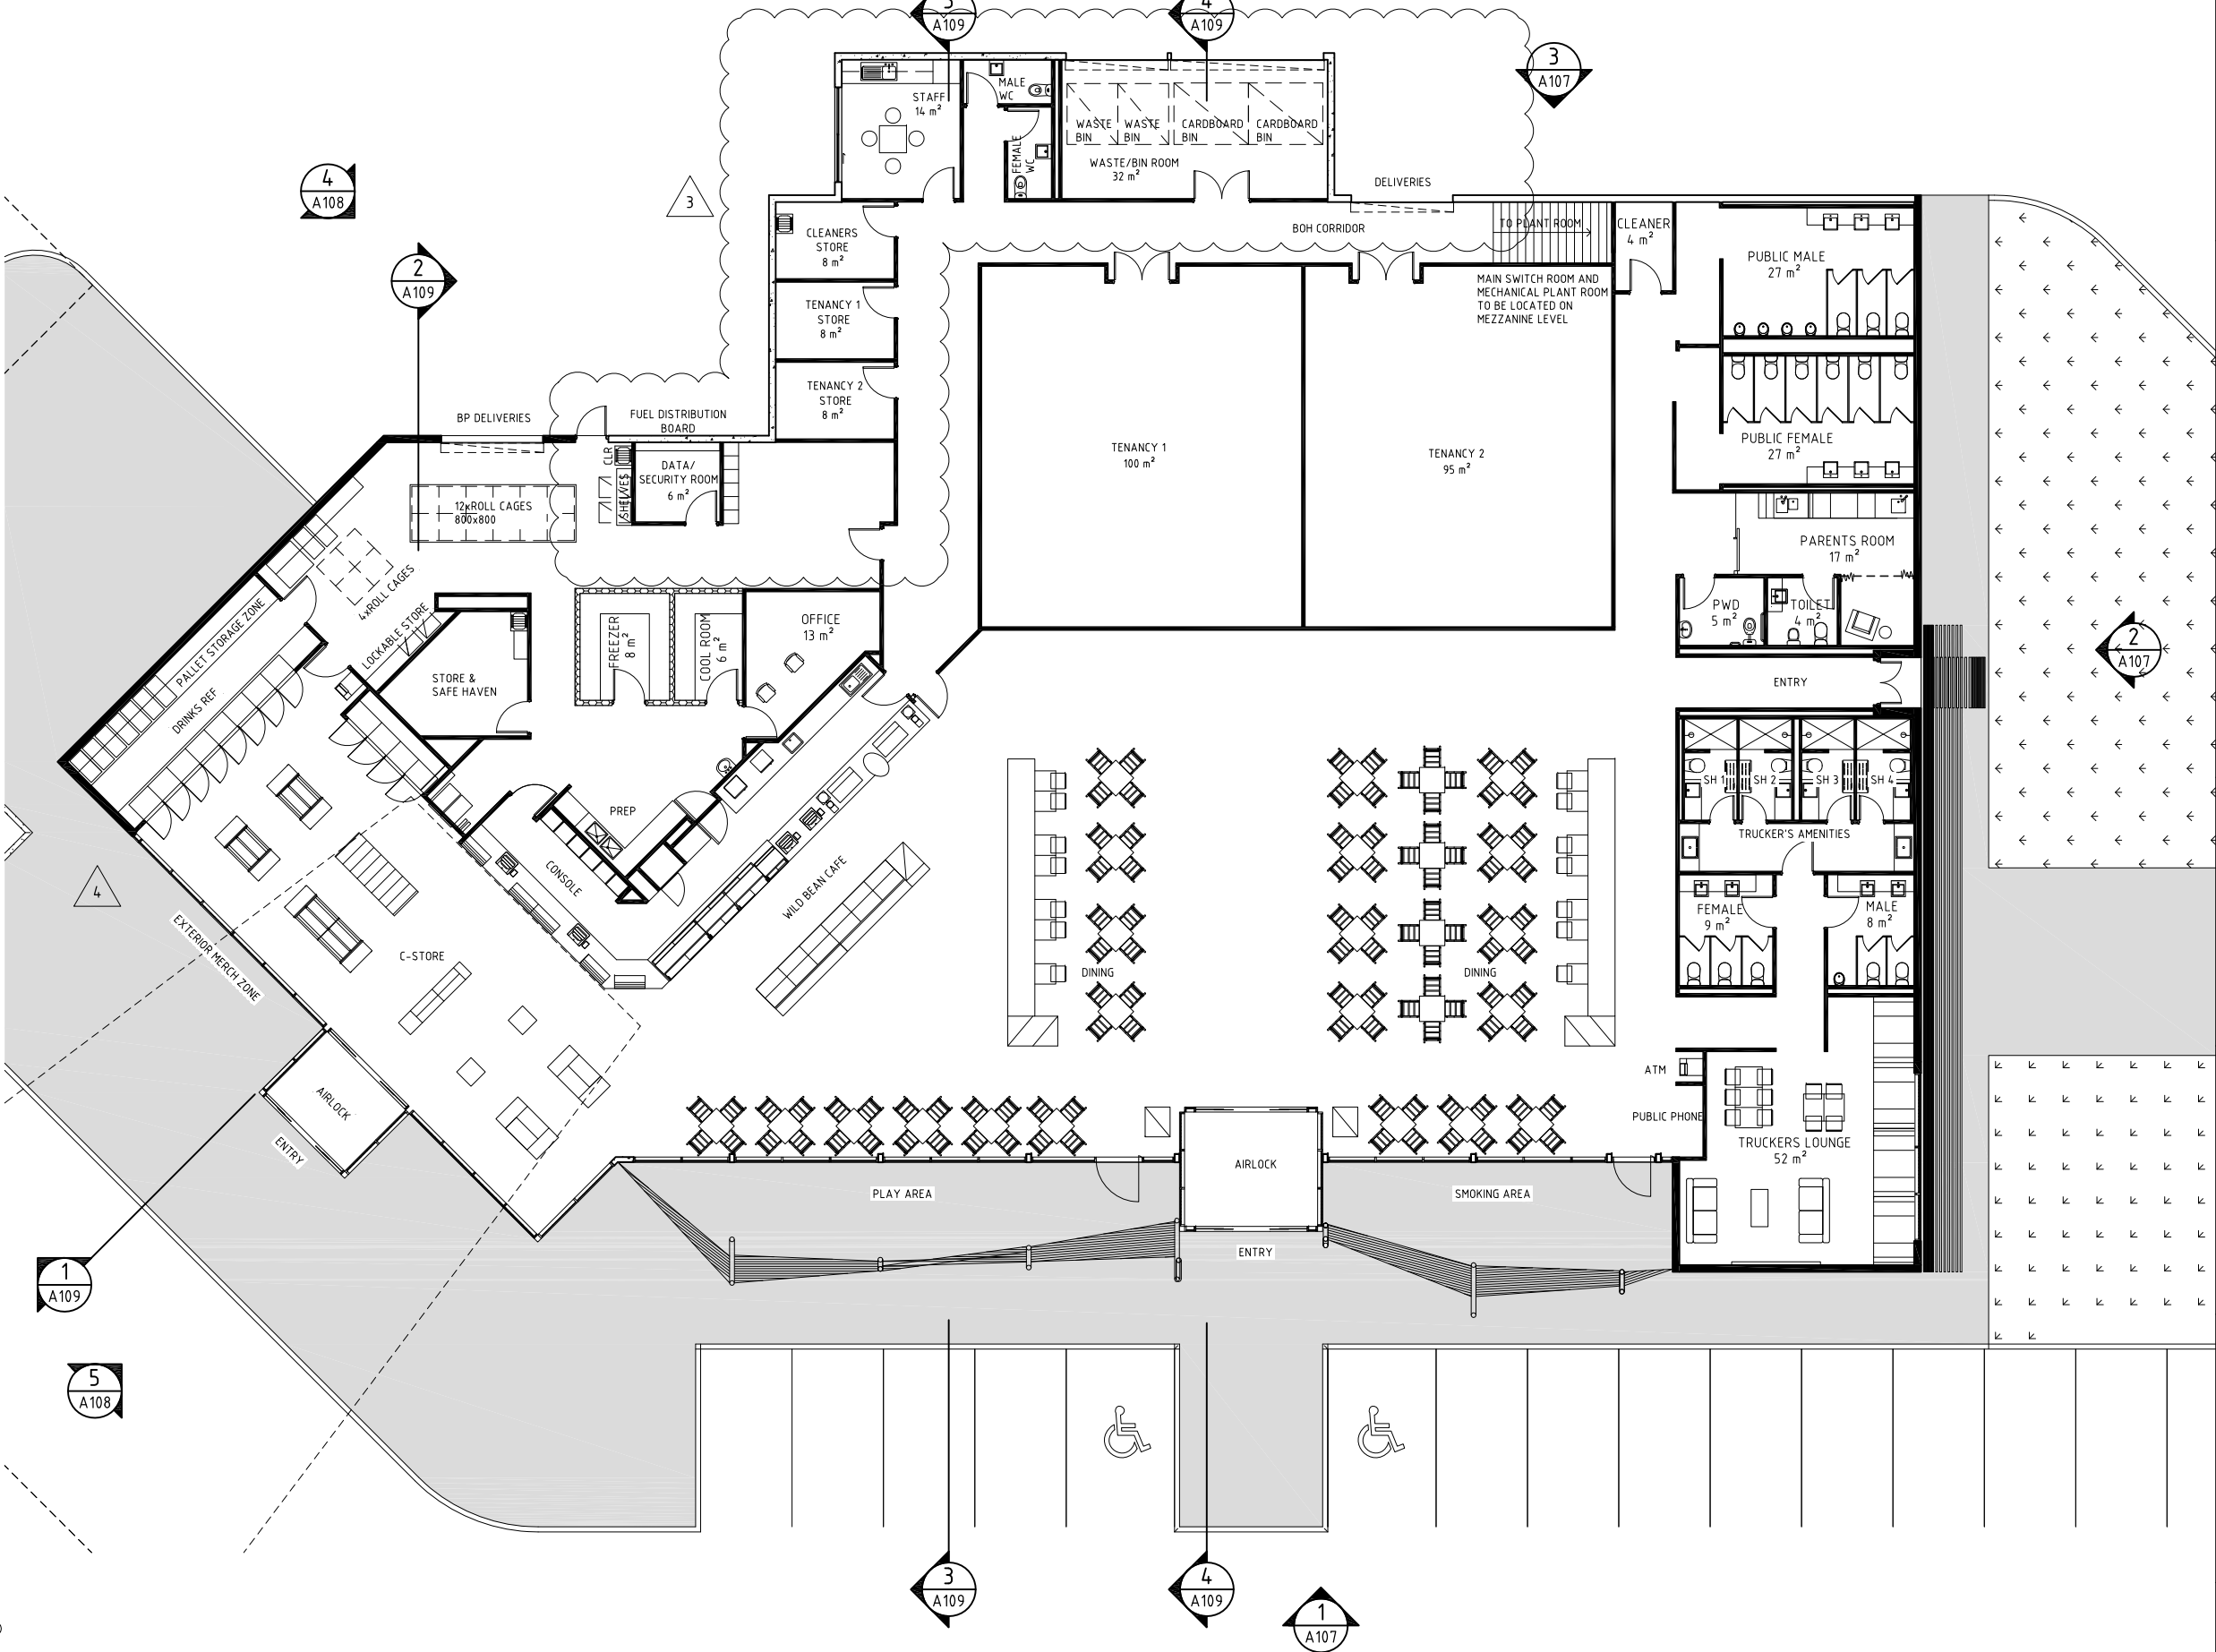 3
A109
4
A109
3
A107
STAFF
14 m²
MALE
WC
FEMALE
WC
WASTE
BIN
WASTE
BIN
CARDBOARD
BIN
CARDBOARD
BIN
WASTE/BIN ROOM
32 m²
DELIVERIES
4
A108
3
CLEANERS
STORE
8 m²
BOH CORRIDOR
TO PLANT ROOM
CLEANER
4 m²
PUBLIC MALE
27 m²
2
A109
MAIN SWITCH ROOM AND
MECHANICAL PLANT ROOM
TO BE LOCATED ON
MEZZANINE LEVEL
TENANCY 1
STORE
8 m²
TENANCY 2
STORE
8 m²
BP DELIVERIES
FUEL DISTRIBUTION
BOARD
CLR
SHELVES
DATA/
SECURITY ROOM
6 m²
TENANCY 1
100 m²
TENANCY 2
95 m²
PUBLIC FEMALE
27 m²
12xROLL CAGES
800x800
4xROLL CAGES
PARENTS ROOM
17 m²
PALLET STORAGE ZONE
LOCKABLE STORE
DRINKS REF
STORE &
SAFE HAVEN
FREEZER
8 m²
COOL ROOM
6 m²
OFFICE
13 m²
PWD
5 m²
TOILET
4 m²
2
A107
ENTRY
SH 1
SH 2
SH 3
SH 4
TRUCKER'S AMENITIES
PREP
CONSOLE
WILD BEAN CAFE
4
EXTERIOR MERCH ZONE
C-STORE
FEMALE
9 m²
MALE
8 m²
DINING
DINING
ATM
PUBLIC PHONE
AIRLOCK
ENTRY
TRUCKERS LOUNGE
52 m²
AIRLOCK
PLAY AREA
SMOKING AREA
ENTRY
1
A109
5
A108
3
A109
4
A109
1
A107